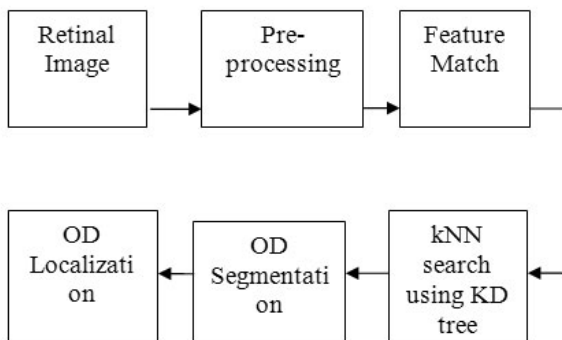 Retinal
Image
Pre-
processing
Feature
Match
kNN
search
using KD
tree
OD
Segmentati
on
OD
Localizati
on